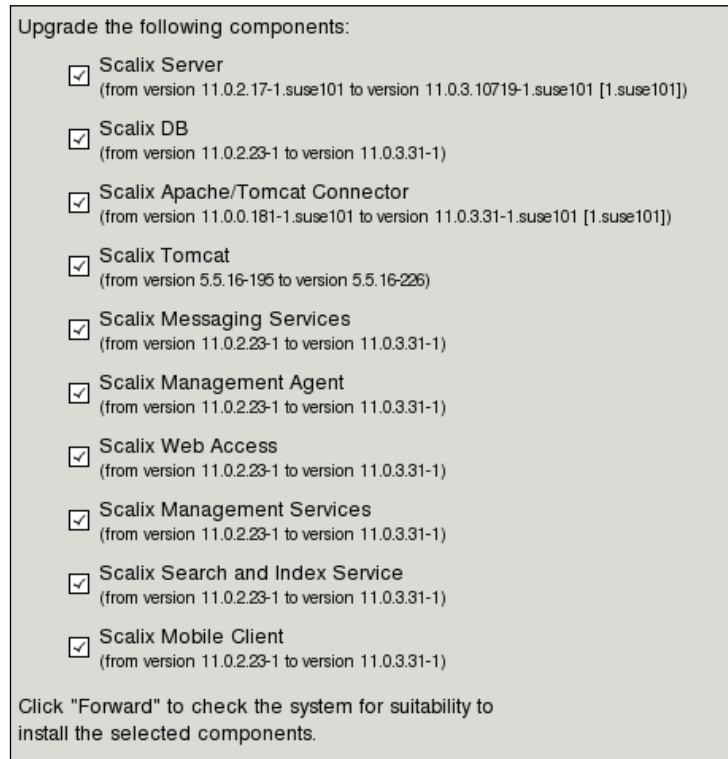 Upgrade the following components:
Scalix Server
(from version 11.0.2.17-1.suse101 to version 11.0.3.10719-1.suse101 [1.suse101])
Scalix DB
(from version 11.0.2.23-1 to version 11.0.3.31-1)
Scalix Apache/Tomcat Connector
(from version 11.0.0.181-1.suse101 to version 11.0.3.31-1.suse101 [1.suse101])
Scalix Tomcat
(from version 5.5.16-195 to version 5.5.16-226)
Scalix Messaging Services
(from version 11.0.2.23-1 to version 11.0.3.31-1)
Scalix Management Agent
(from version 11.0.2.23-1 to version 11.0.3.31-1)
Scalix Web Access
(from version 11.0.2.23-1 to version 11.0.3.31-1)
Scalix Management Services
(from version 11.0.2.23-1 to version 11.0.3.31-1)
Scalix Search and Index Service
(from version 11.0.2.23-1 to version 11.0.3.31-1)
Scalix Mobile Client
(from version 11.0.2.23-1 to version 11.0.3.31-1)
Click "Forward" to check the system for suitability to
install the selected components.